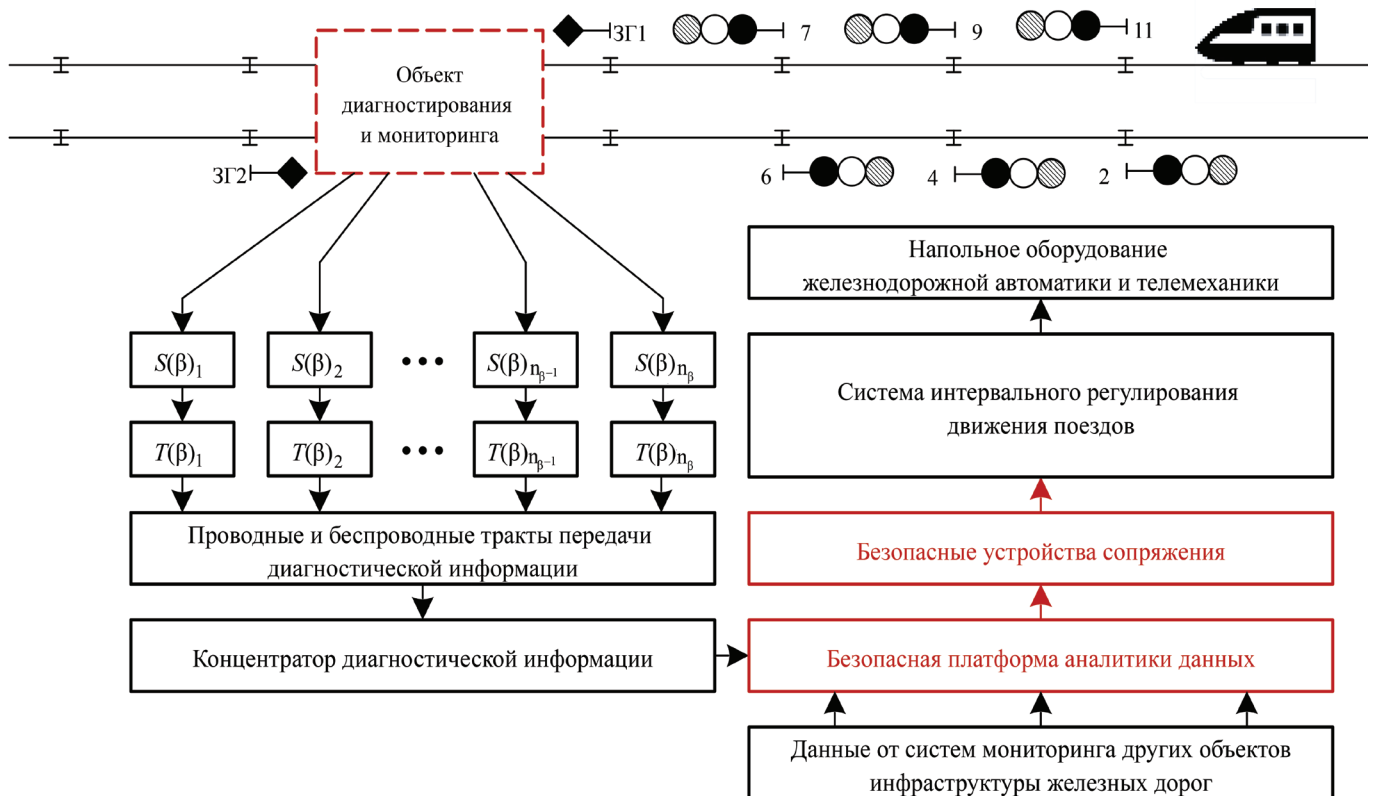 ЗГ1
7
9
11
Объект
диагностирования
и мониторинга
ЗГ2
6
4
2
Напольное оборудование
железнодорожной автоматики и телемеханики
S(β)1
S(β)2
•••
S(β)nβ−1
S(β)nβ
Система интервального регулирования
движения поездов
T(β)1
T(β)2
•••
T(β)nβ−1
T(β)nβ
Проводные и беспроводные тракты передачи
диагностической информации
Безопасные устройства сопряжения
Концентратор диагностической информации
Безопасная платформа аналитики данных
Данные от систем мониторинга других объектов
инфраструктуры железных дорог